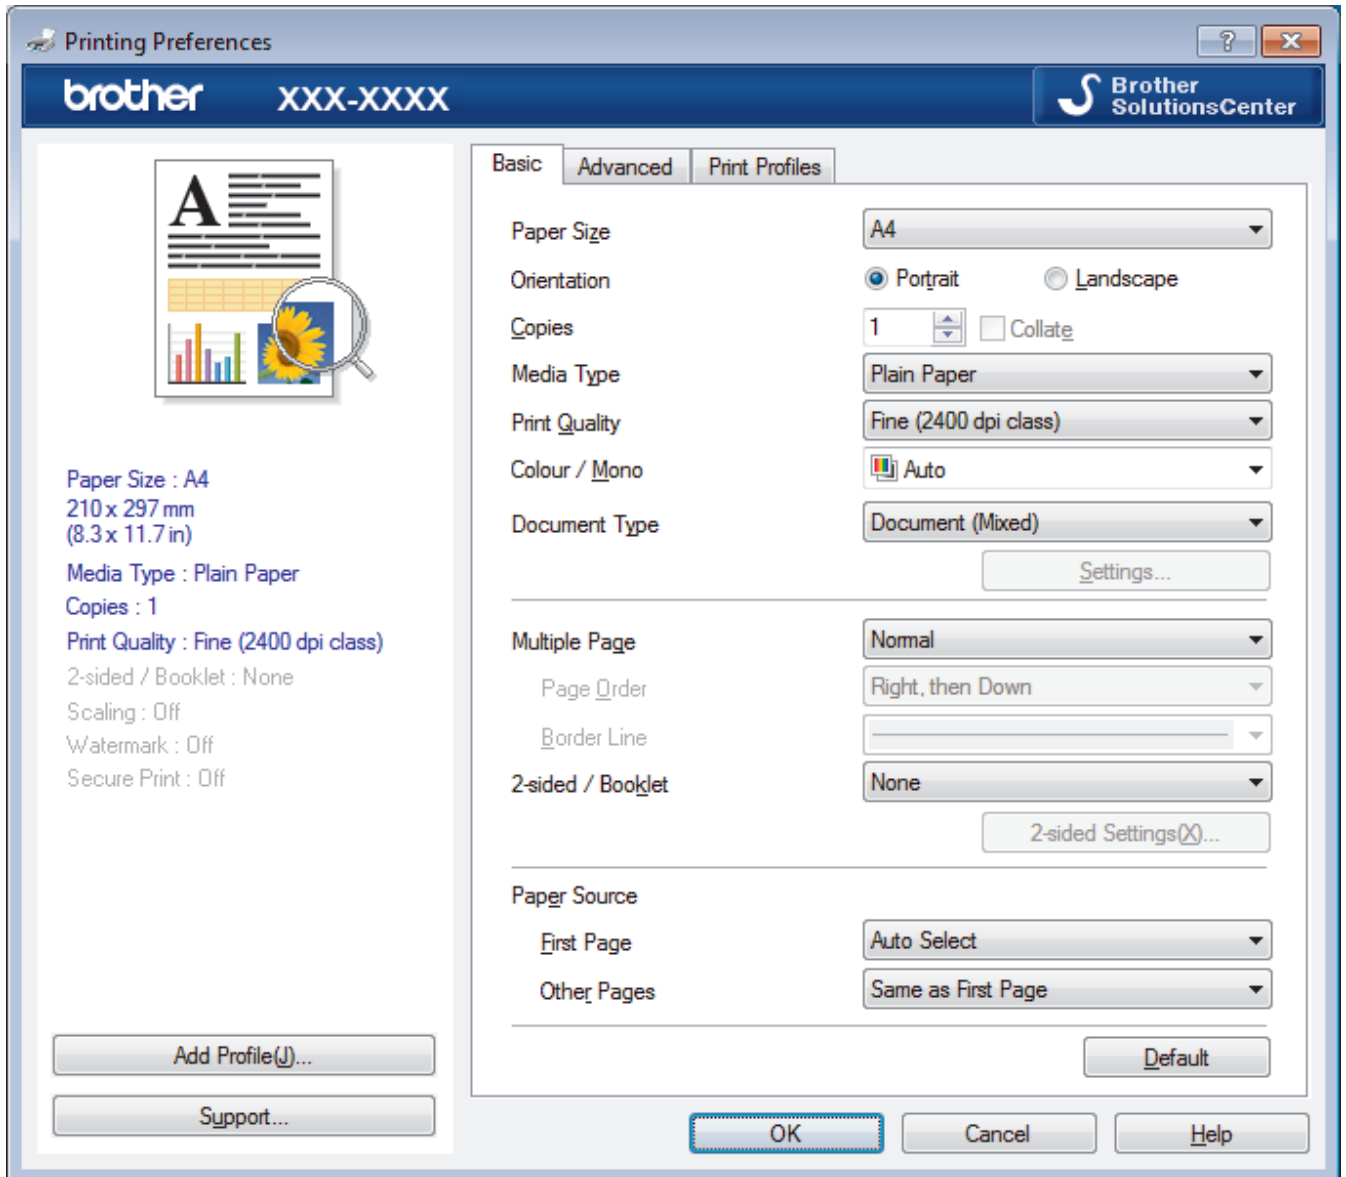 Printing Preferences
brother XXX-XXXX Brother
SolutionsCenter
A
Paper Size : A4
210 x 297 mm
(8.3 x 11.7 in)
Media Type : Plain Paper
Copies : 1
Print Quality : Fine (2400 dpi class)
2-sided / Booklet : None
Scaling : Off
Watermark : Off
Secure Print : Off
Add Profile(J)...
Support...
Basic Advanced Print Profiles
Paper Size A4
Orientation Portrait Landscape
Copies 1 Collate
Media Type Plain Paper
Print Quality Fine (2400 dpi class)
Colour / Mono Auto
Document Type Document (Mixed)
Settings...
Multiple Page Normal
Page Order Right, then Down
Border Line
2-sided / Booklet None
2-sided Settings(X)...
Paper Source
First Page Auto Select
Other Pages Same as First Page
Default
OK Cancel Help